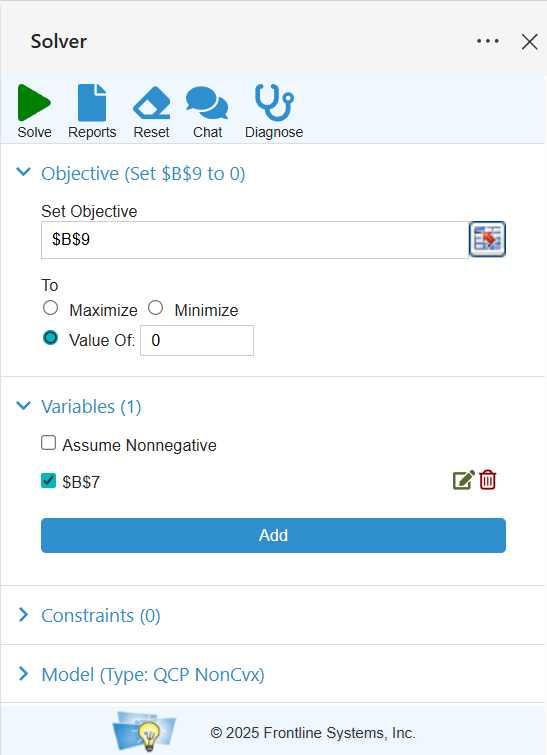 Solver
Solve Reports Reset Chat Diagnose
Objective (Set $B$9 to 0)
Set Objective
$B$9
To
Maximize Minimize
Value Of: 0
Variables (1)
Assume Nonnegative
$B$7
Add
Constraints (0)
Model (Type: QCP NonCvx)
© 2025 Frontline Systems, Inc.